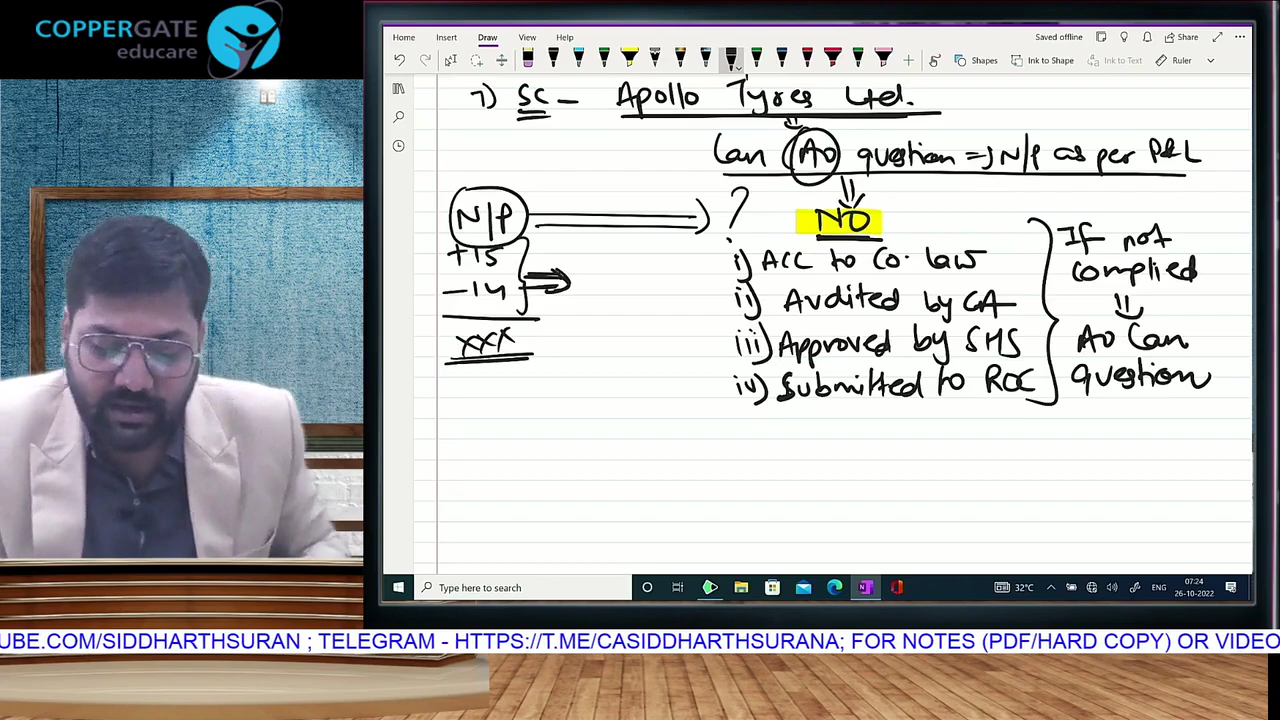 COPPERGATE
educare
Home Insert Draw View Help
Saved offline
Share
Shapes
Ink to Shape
Ink to Math
Ruler
7) SC - Apollo Tyres Ltd.
Can AO question => N/P as per P&L
?
NO
N/P
+15
-14
xxx
i) Acc to Co. law
ii) Audited by CA
iii) Approved by SHS
iv) Submitted to ROC
If not
complied
AO Can
question
Type here to search
32°C
ENG
07:24
26-10-2022
UBE.COM/SIDDHARTHSURAN ; TELEGRAM - HTTPS://T.ME/CASIDDHARTHSURANA; FOR NOTES (PDF/HARD COPY) OR VIDEO